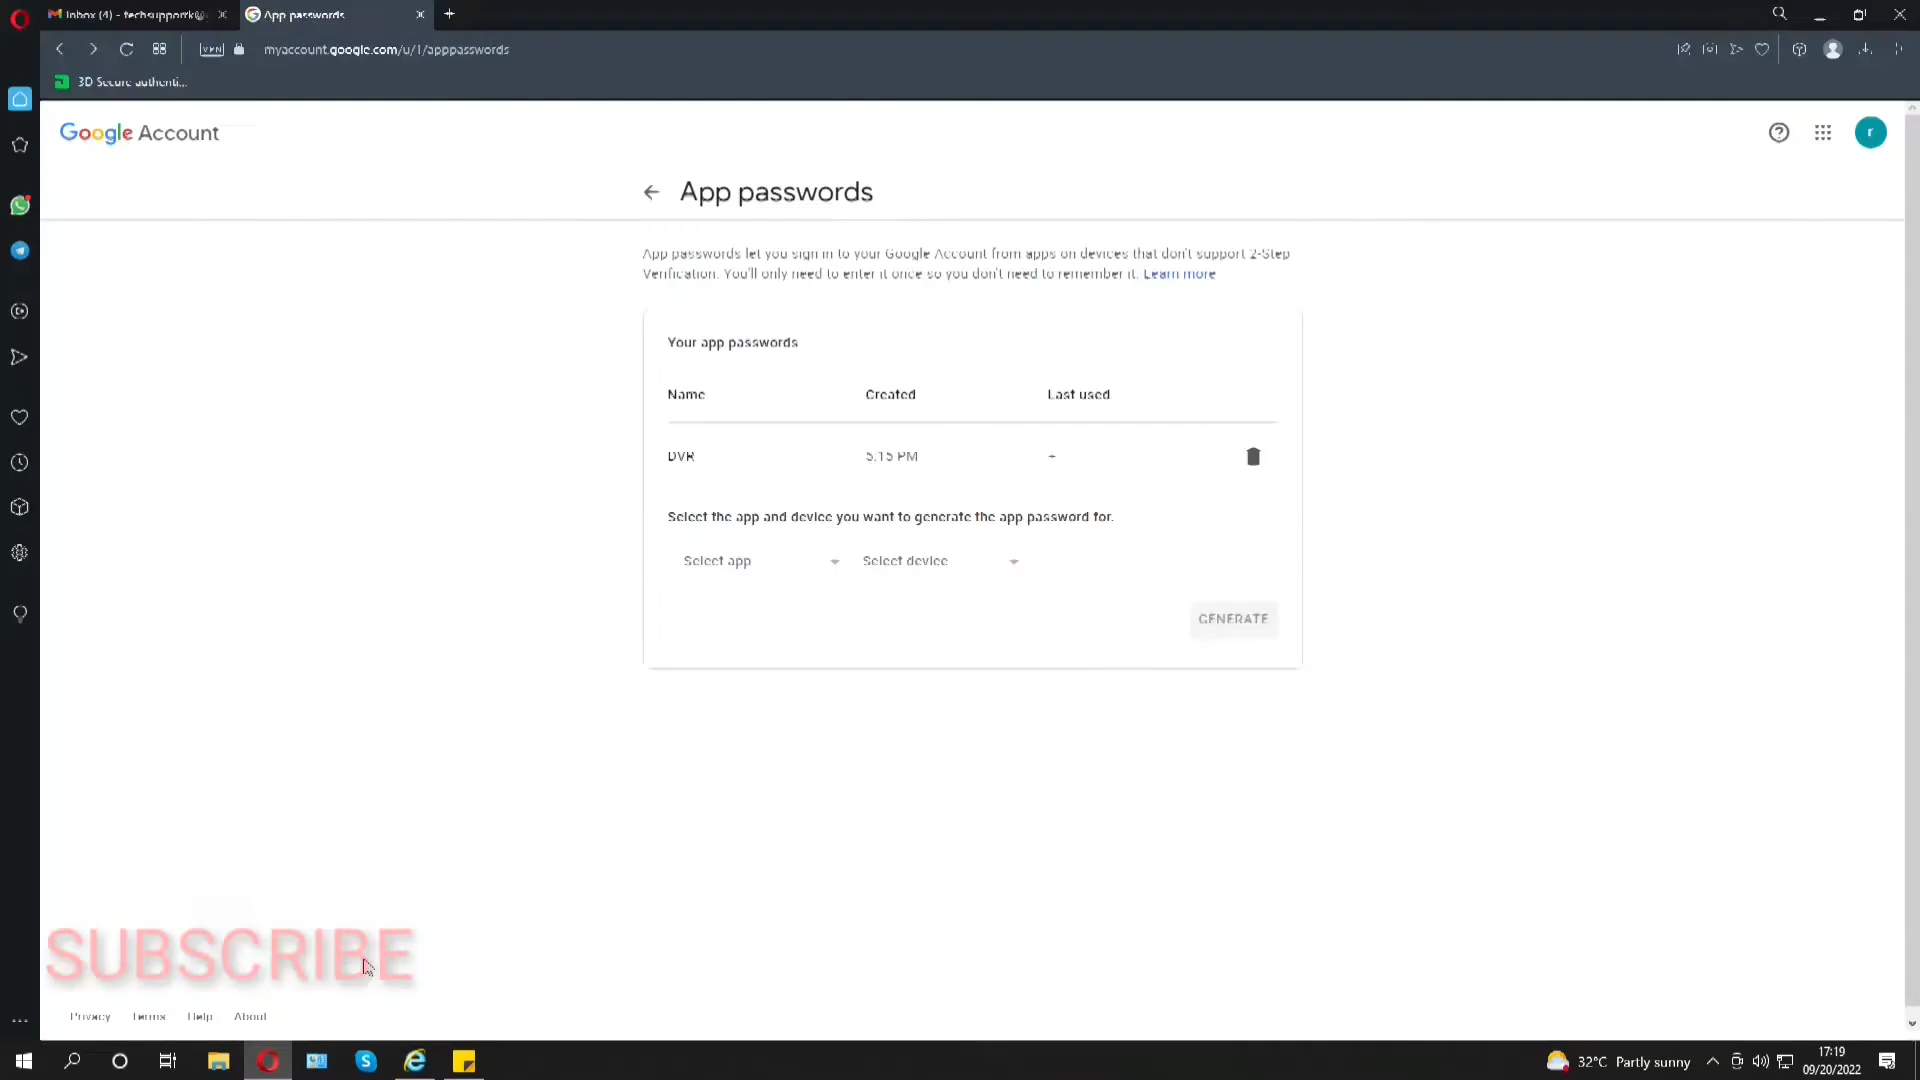 Inbox (4) - techsupportk@
App passwords
VPN
myaccount.google.com/u/1/apppasswords
3D Secure authenti...
Google Account
r
App passwords
App passwords let you sign in to your Google Account from apps on devices that don't support 2-Step
Verification. You'll only need to enter it once so you don't need to remember it. Learn more
Your app passwords
Name Created Last used
DVR 5:15 PM –
Select the app and device you want to generate the app password for.
Select app Select device
GENERATE
SUBSCRIBE
Privacy Terms Help About
32°C Partly sunny
17:19
09/20/2022